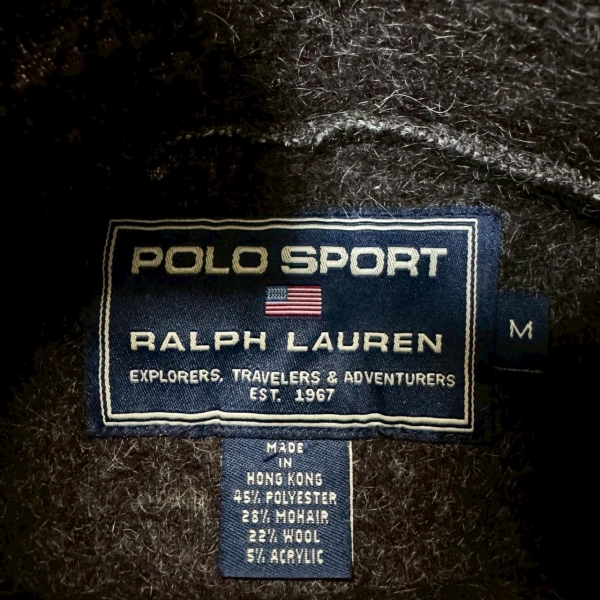 POLO SPORT
RALPH LAUREN
EXPLORERS, TRAVELERS & ADVENTURERS
EST. 1967
M
MADE
IN
HONG KONG
45% POLYESTER
28% MOHAIR
22% WOOL
5% ACRYLIC